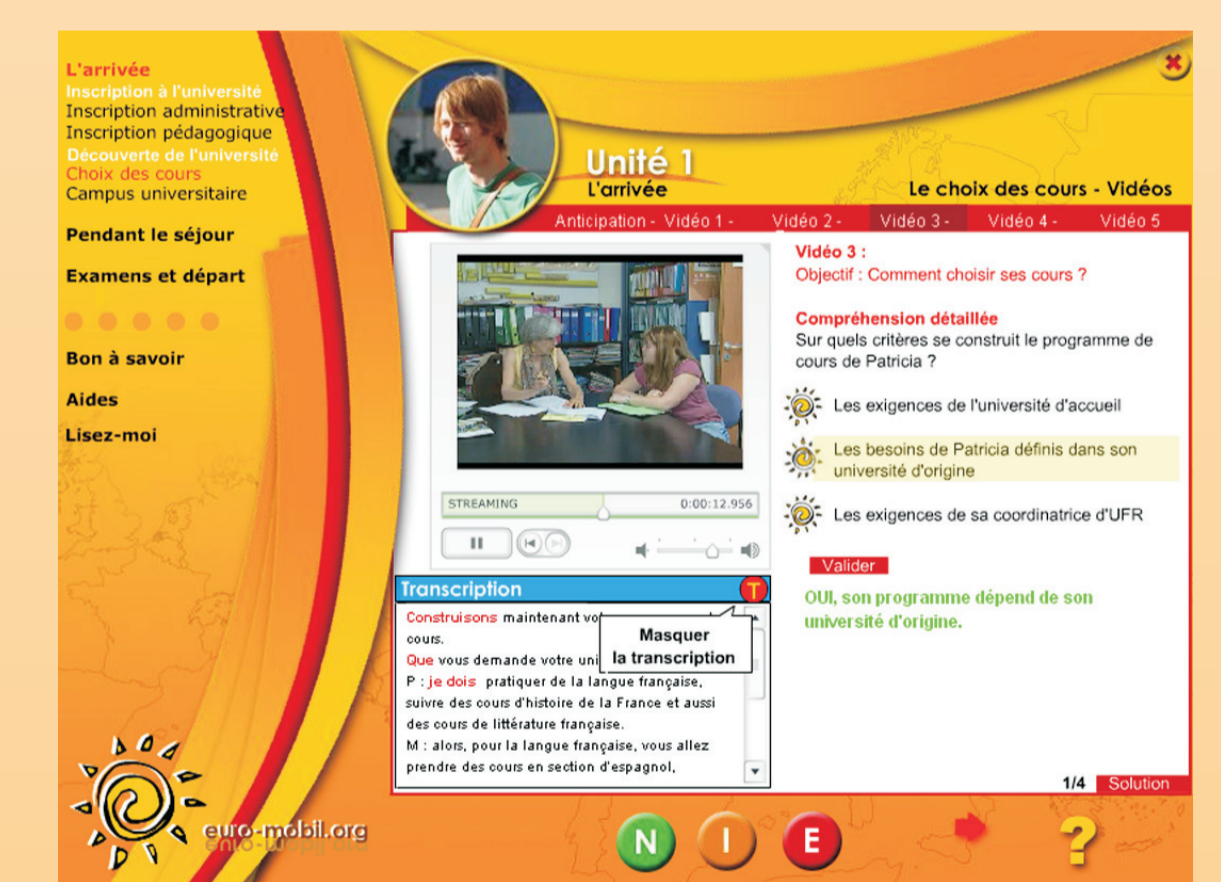 L'arrivée
Inscription à l'université
Inscription administrative
Inscription pédagogique
Découverte de l'université
Choix des cours
Campus universitaire
Pendant le séjour
Examens et départ
Bon à savoir
Aides
Lisez-moi
Unité 1
L'arrivée
Le choix des cours - Vidéos
Anticipation - Vidéo 1 - Vidéo 2 - Vidéo 3 - Vidéo 4 - Vidéo 5
STREAMING 0:00:12.956
Transcription T
Construisons maintenant
cours.
Que vous demande votre
P : je dois pratiquer de la langue française,
suivre des cours d'histoire de la France et aussi
des cours de littérature française.
M : alors, pour la langue française, vous allez
prendre des cours en section d'espagnol,
Masquer
la transcription
Vidéo 3 :
Objectif : Comment choisir ses cours ?
Compréhension détaillée
Sur quels critères se construit le programme de
cours de Patricia ?
Les exigences de l'université d'accueil
Les besoins de Patricia définis dans son
université d'origine
Les exigences de sa coordinatrice d'UFR
Valider
OUI, son programme dépend de son
université d'origine.
1/4 Solution
euro-mobil.org
N I E ?